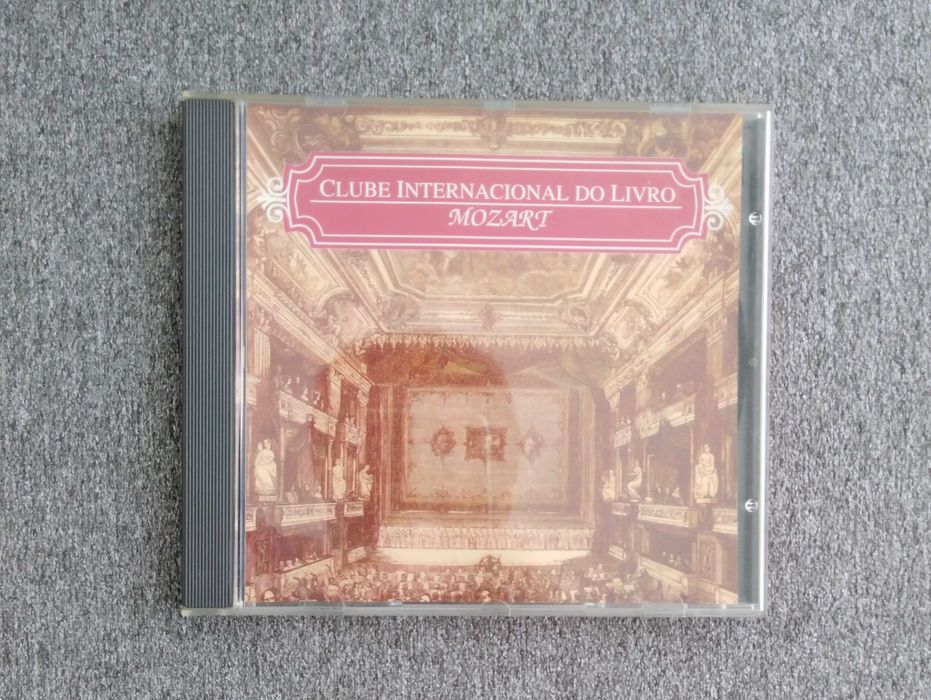 CLUBE INTERNACIONAL DO LIVRO
MOZART